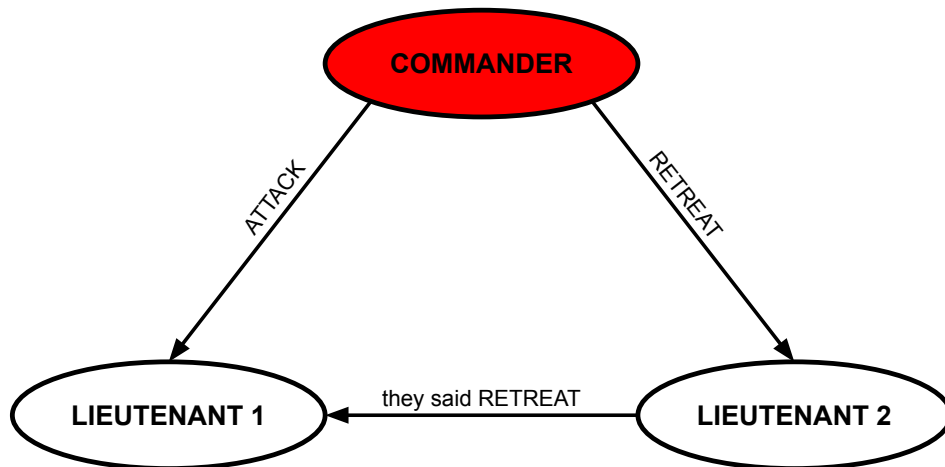 COMMANDER
ATTACK
RETREAT
LIEUTENANT 1
they said RETREAT
LIEUTENANT 2